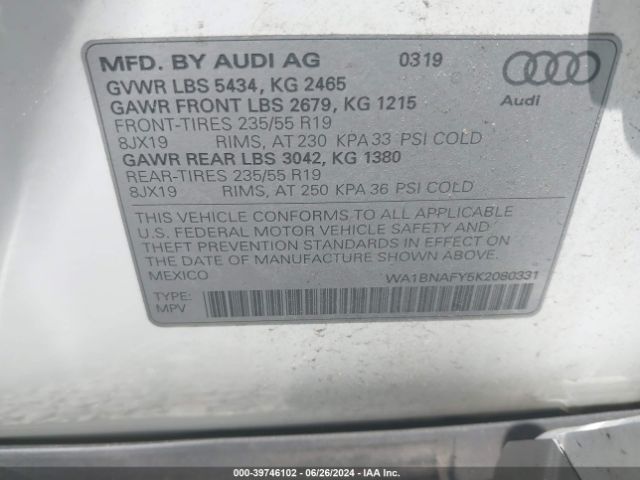 MFD. BY AUDI AG 0319
GVWR LBS 5434, KG 2465
GAWR FRONT LBS 2679, KG 1215
Audi
FRONT-TIRES 235/55 R19
8JX19 RIMS, AT 230 KPA 33 PSI COLD
GAWR REAR LBS 3042, KG 1380
REAR-TIRES 235/55 R19
8JX19 RIMS, AT 250 KPA 36 PSI COLD
THIS VEHICLE CONFORMS TO ALL APPLICABLE
U.S. FEDERAL MOTOR VEHICLE SAFETY AND
THEFT PREVENTION STANDARDS IN EFFECT ON
THE DATE OF MANUFACTURE SHOWN ABOVE.
MEXICO WA1BNAFY5K2080331
TYPE:
MPV
000-39746102 - 06/26/2024 - IAA Inc.